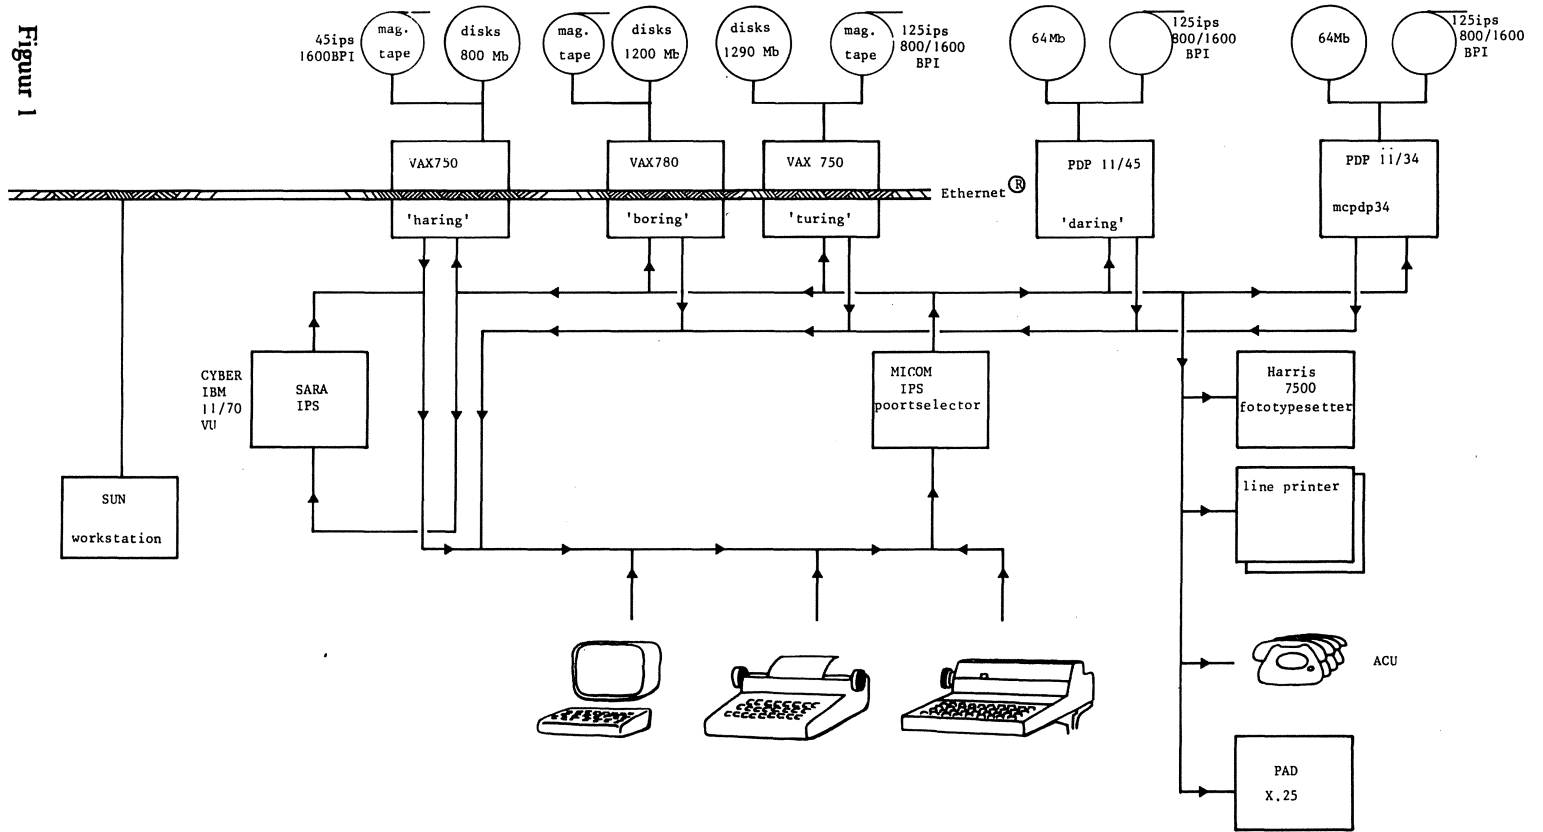 Figuur 1
45ips
1600BPI
mag.
tape
disks
800 Mb
mag.
tape
disks
1200 Mb
disks
1290 Mb
mag.
tape
125ips
800/1600
BPI
64Mb
125ips
800/1600
BPI
64Mb
125ips
800/1600
BPI
VAX750
'haring'
VAX780
'boring'
VAX 750
'turing'
Ethernet®
PDP 11/45
'daring'
PDP 11/34
mcpdp34
CYBER
IBM
11/70
VU
SARA
IPS
MICOM
IPS
poortselector
Harris
7500
fototypesetter
SUN
workstation
line printer
ACU
PAD
X.25